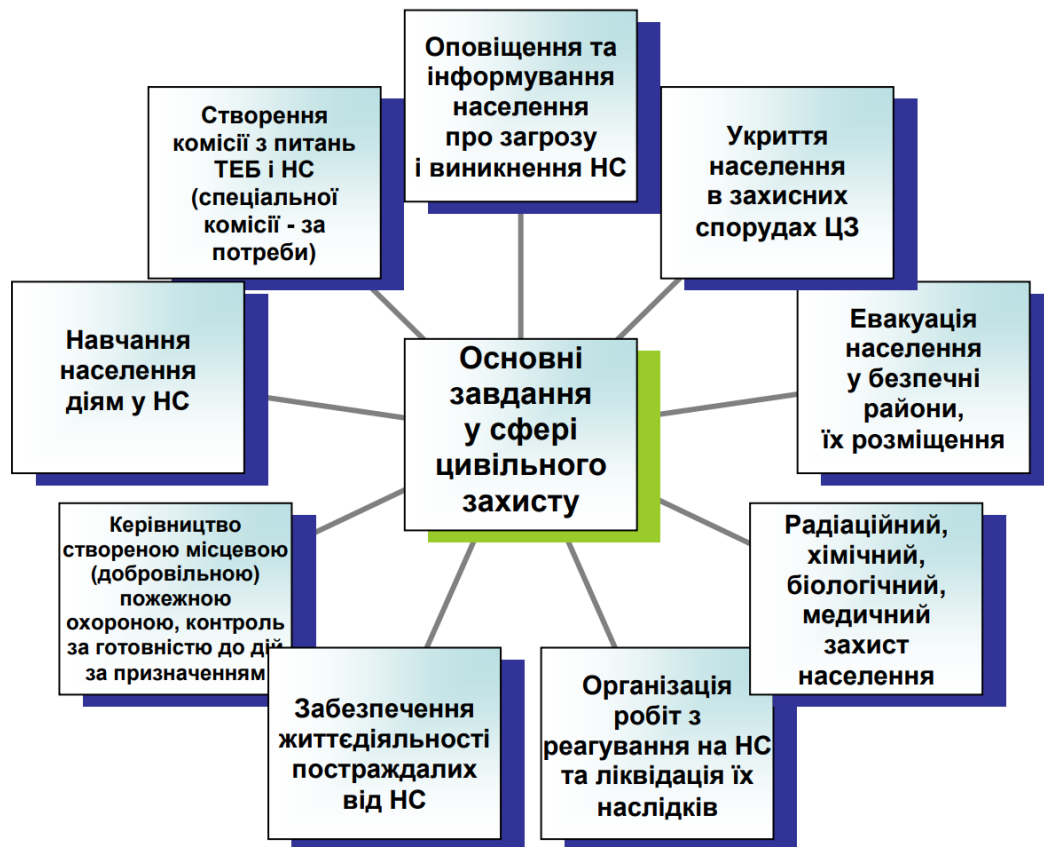 Оповіщення та
інформування
населення
про загрозу
і виникнення НС
Створення
комісії з питань
ТЕБ і НС
(спеціальної
комісії - за
потреби)
Укриття
населення
в захисних
спорудах ЦЗ
Навчання
населення
діям у НС
Основні
завдання
у сфері
цивільного
захисту
Евакуація
населення
у безпечні
райони,
їх розміщення
Керівництво
створеною місцевою
(добровільною)
пожежною
охороною, контроль
за готовністю до дій
за призначенням
Радіаційний,
хімічний,
біологічний,
медичний
захист
населення
Забезпечення
життєдіяльності
постраждалих
від НС
Організація
робіт з
реагування на НС
та ліквідація їх
наслідків